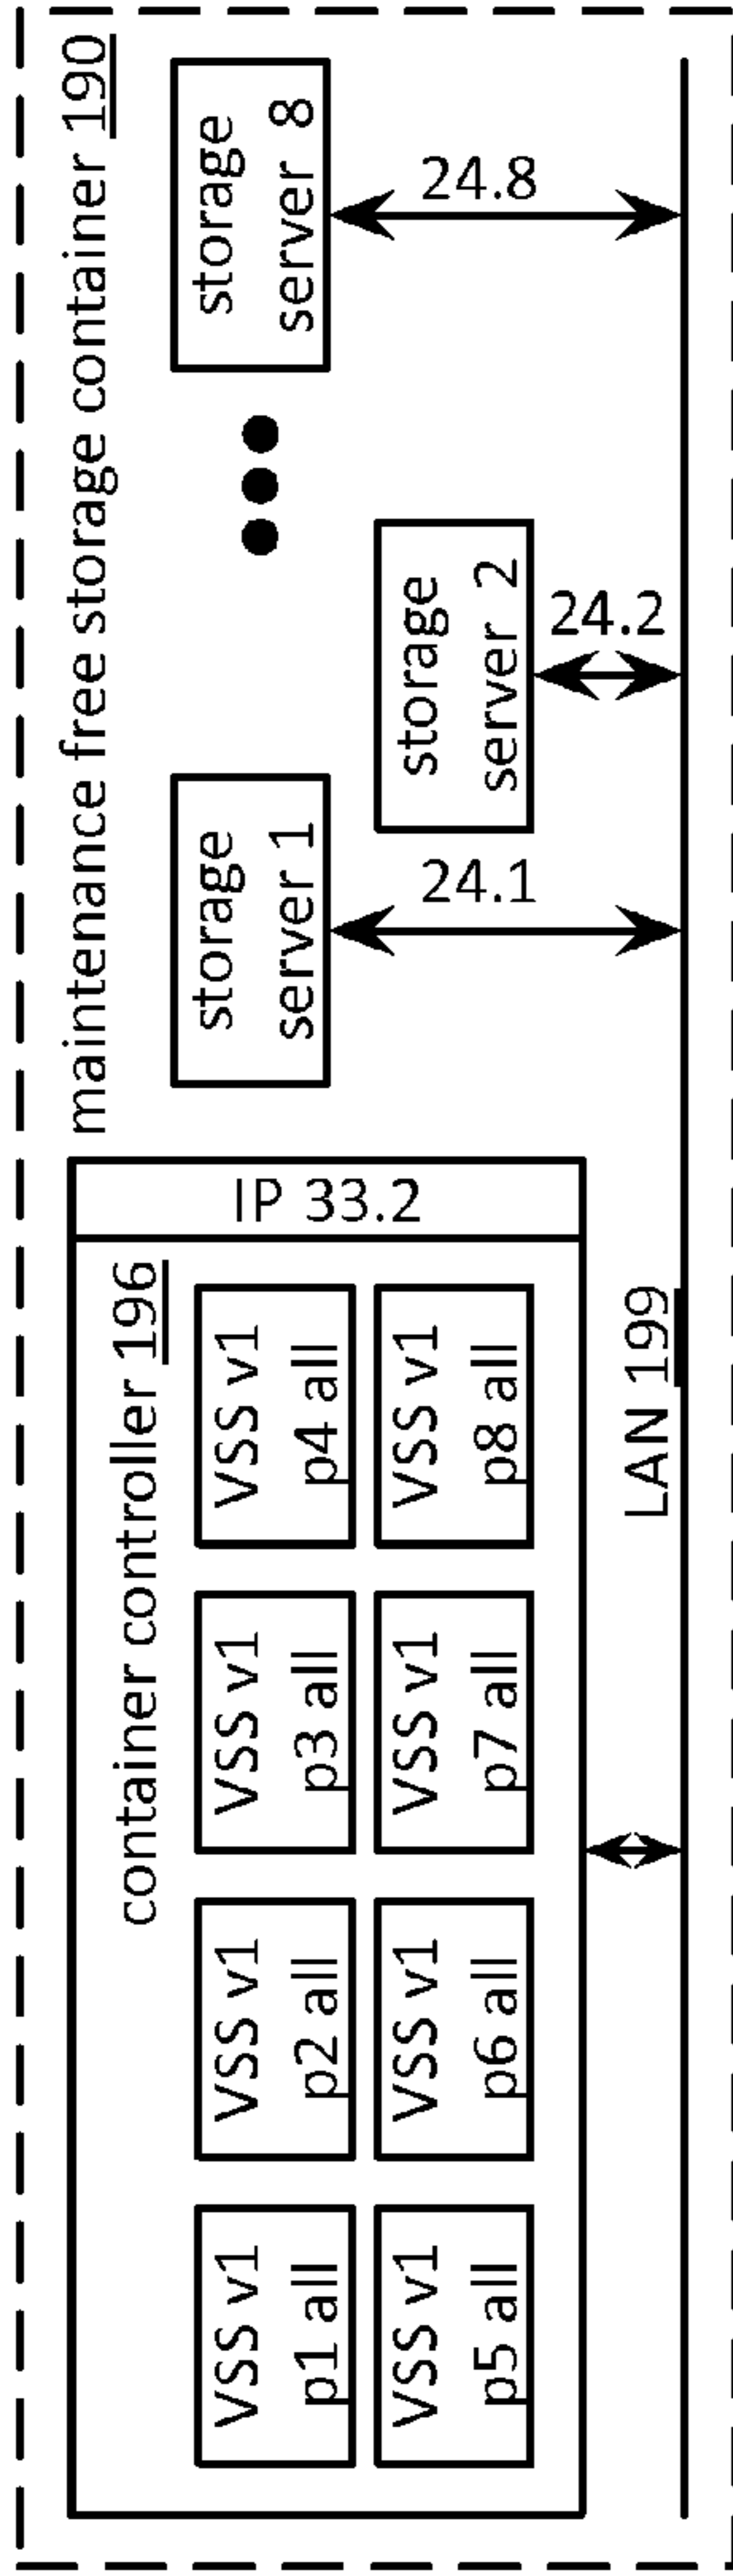 maintenance free storage container 190
container controller 196
IP 33.2
VSS v1
p1 all
VSS v1
p2 all
VSS v1
p3 all
VSS v1
p4 all
VSS v1
p5 all
VSS v1
p6 all
VSS v1
p7 all
VSS v1
p8 all
storage
server 1
storage
server 2
storage
server 8
24.1
24.2
24.8
LAN 199